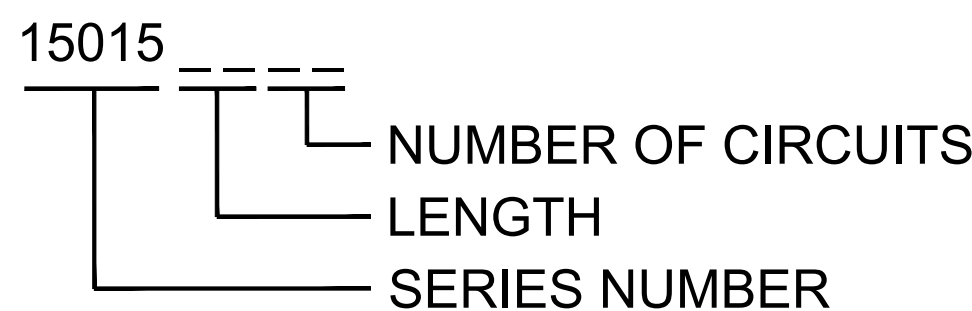 15015 _ _ _ _
NUMBER OF CIRCUITS
LENGTH
SERIES NUMBER